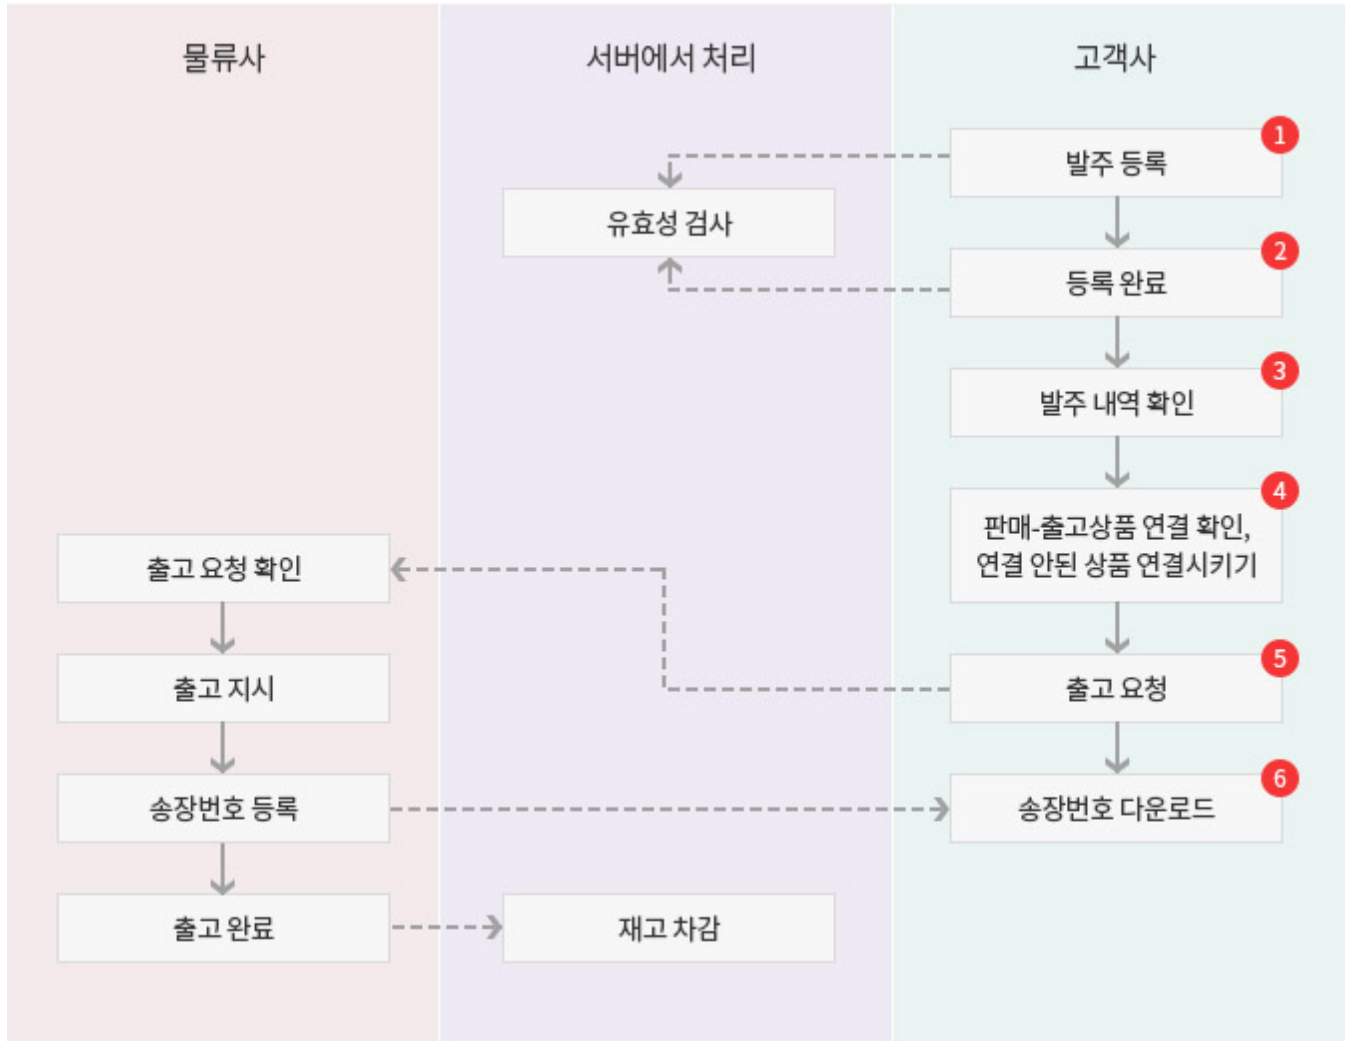 물류사
서버에서 처리
고객사
1
발주 등록
유효성 검사
2
등록 완료
3
발주 내역 확인
4
판매-출고상품 연결 확인,
연결 안된 상품 연결시키기
출고 요청 확인
5
출고 지시
출고 요청
6
송장번호 등록
송장번호 다운로드
출고 완료
재고 차감